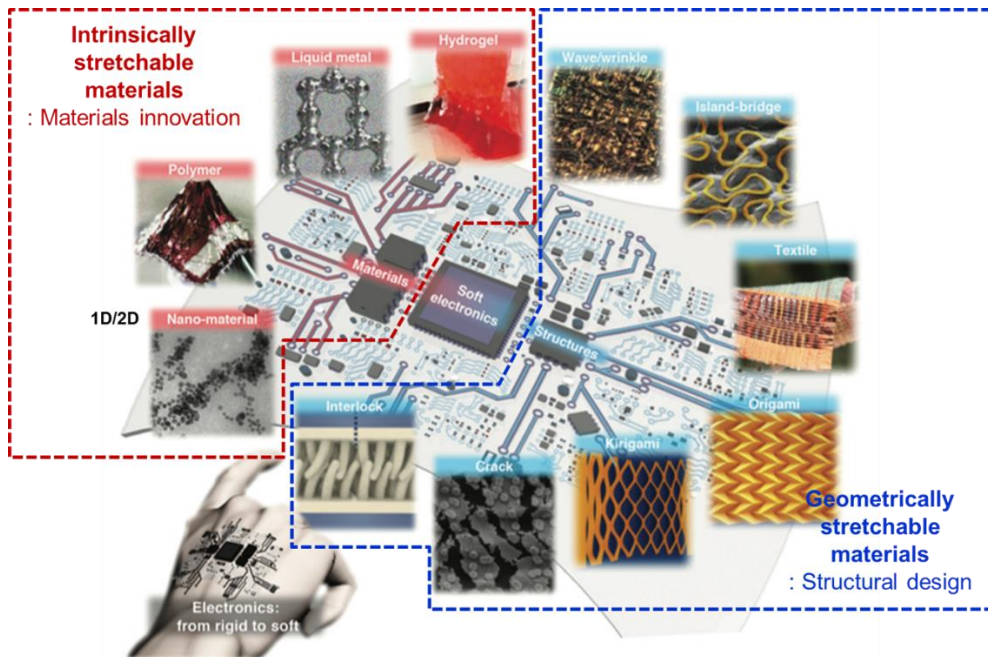 Intrinsically
stretchable
materials
: Materials innovation
Liquid metal
Hydrogel
Wave/wrinkle
Island-bridge
Polymer
Textile
Materials
Soft
electronics
1D/2D
Nano-material
Structures
Interlock
Origami
Kirigami
Crack
Geometrically
stretchable
materials
: Structural design
Electronics:
from rigid to soft